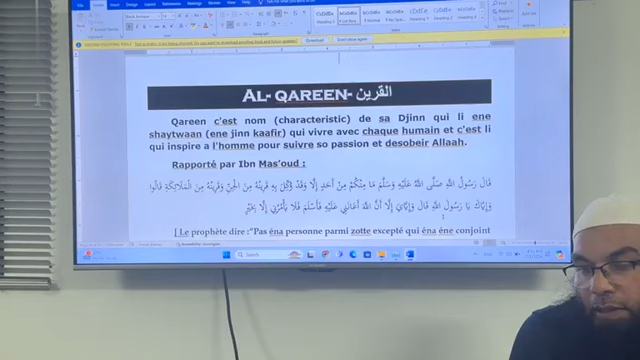 AL- QAREEN- القرين
Qareen c'est nom (characteristic) de sa Djinn qui li ene
shaytwaan (ene jinn kaafir) qui vivre avec chaque humain et c'est li
qui inspire a l'homme pour suivre so passion et desobeir Allaah.
Rapporté par Ibn Mas'oud :
قَالَ رَسُولُ اللَّهِ صَلَّى اللَّهُ عَلَيْهِ وَسَلَّمَ مَا مِنْكُمْ مِنْ أَحَدٍ إِلَّا وَقَدْ وُكِّلَ بِهِ قَرِينُهُ مِنَ الْجِنِّ وَقَرِينُهُ مِنَ الْمَلَائِكَةِ قَالُوا
وَإِيَّاكَ يَا رَسُولَ اللَّهِ قَالَ وَإِيَّايَ إِلَّا أَنَّ اللَّهَ أَعَانَنِي عَلَيْهِ فَأَسْلَمَ فَلَا يَأْمُرُنِي إِلَّا بِخَيْرٍ
[ Le prophète dire :"Pas éna personne parmi zotte excepté qui éna éne conjoint
Search